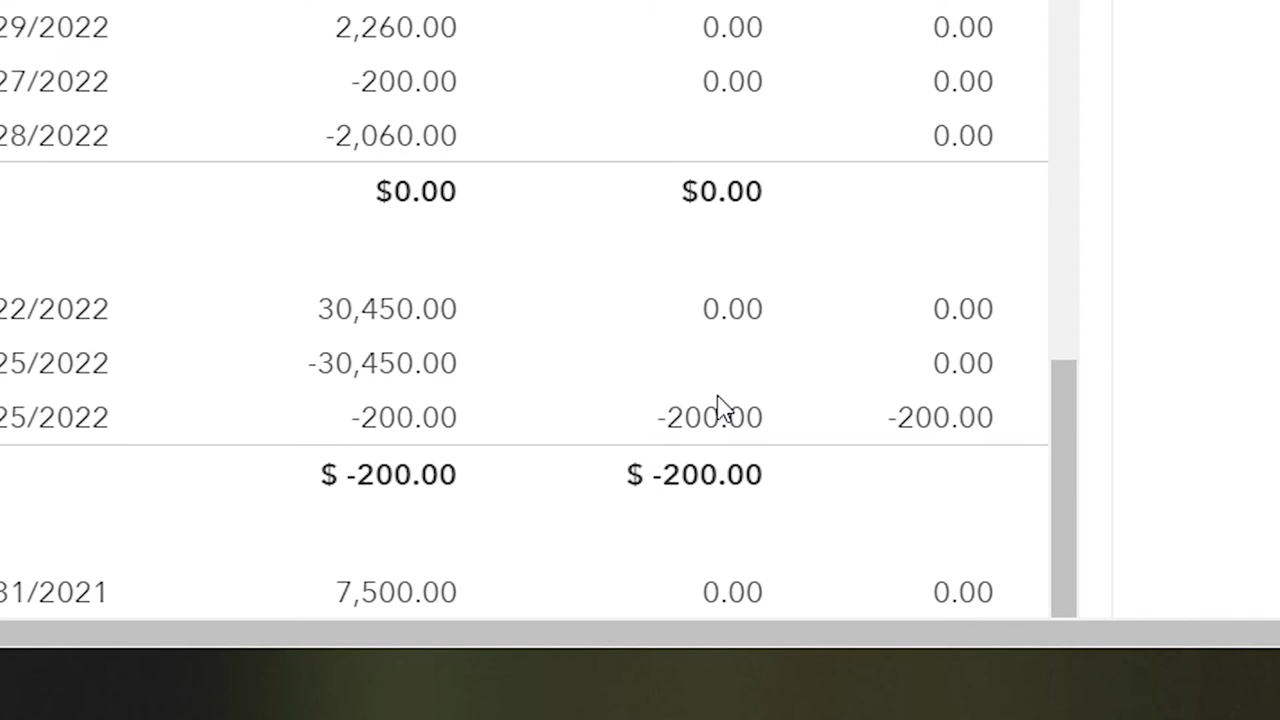 29/2022 2,260.00 0.00 0.00
27/2022 -200.00 0.00 0.00
28/2022 -2,060.00 0.00
$0.00 $0.00
22/2022 30,450.00 0.00 0.00
25/2022 -30,450.00 0.00
25/2022 -200.00 -200.00 -200.00
$ -200.00 $ -200.00
31/2021 7,500.00 0.00 0.00